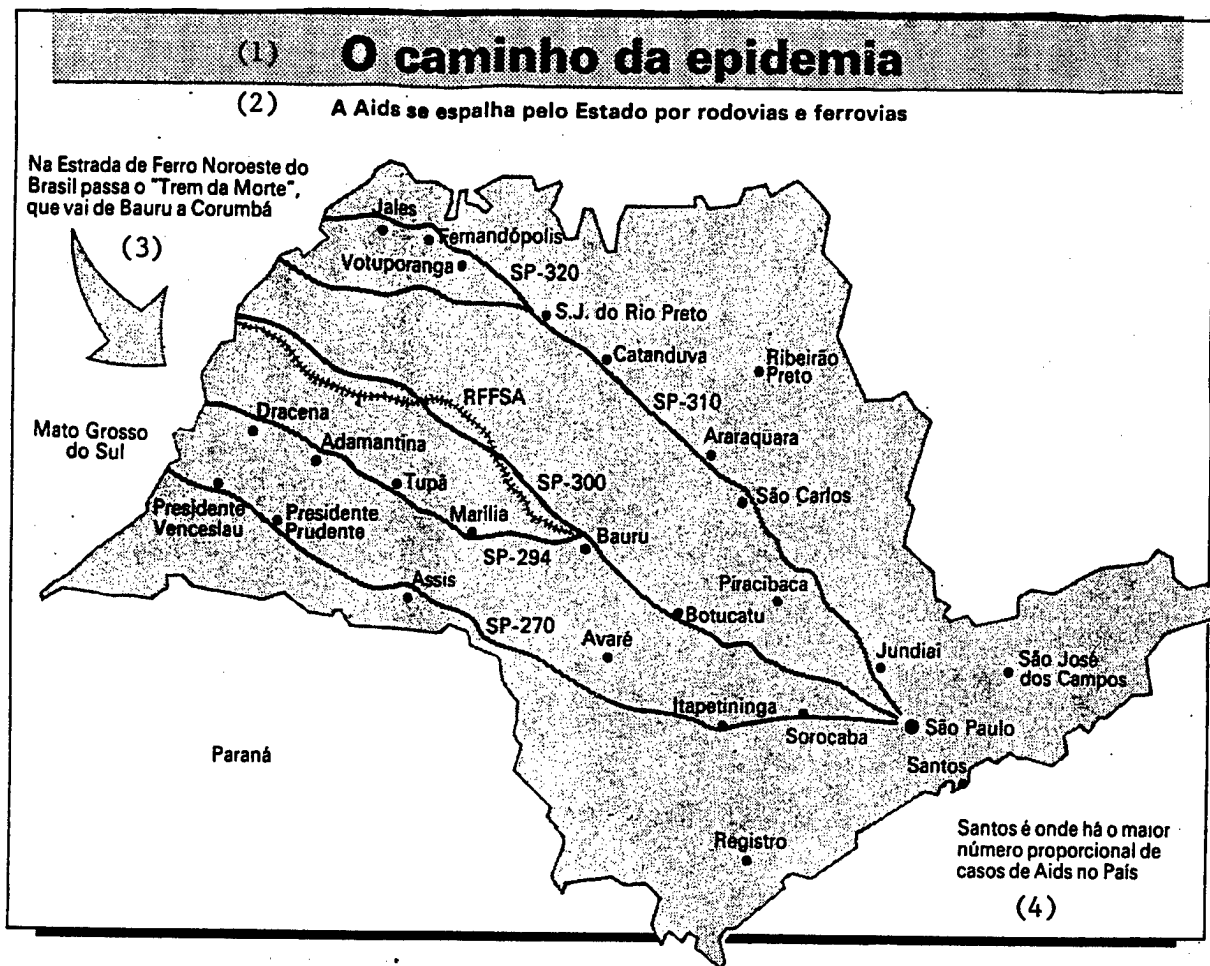 (1) O caminho da epidemia
(2) A Aids se espalha pelo Estado por rodovias e ferrovias
Na Estrada de Ferro Noroeste do
Brasil passa o "Trem da Morte",
que vai de Bauru a Corumbá
(3)
Jales
Fernandópolis
Votuporanga
SP-320
S.J. do Rio Preto
Catanduva
Ribeirão
Preto
RFFSA
SP-310
Dracena
Mato Grosso
do Sul
Adamantina
Araraquara
Tupã
SP-300
São Carlos
Presidente
Venceslau
Presidente
Prudente
Marília
Bauru
SP-294
Assis
Piracibaca
Botucatu
SP-270
Avaré
Jundiaí
São José
dos Campos
Itapetininga
Sorocaba
São Paulo
Paraná
Santos
Registro
Santos é onde há o maior
número proporcional de
casos de Aids no País
(4)